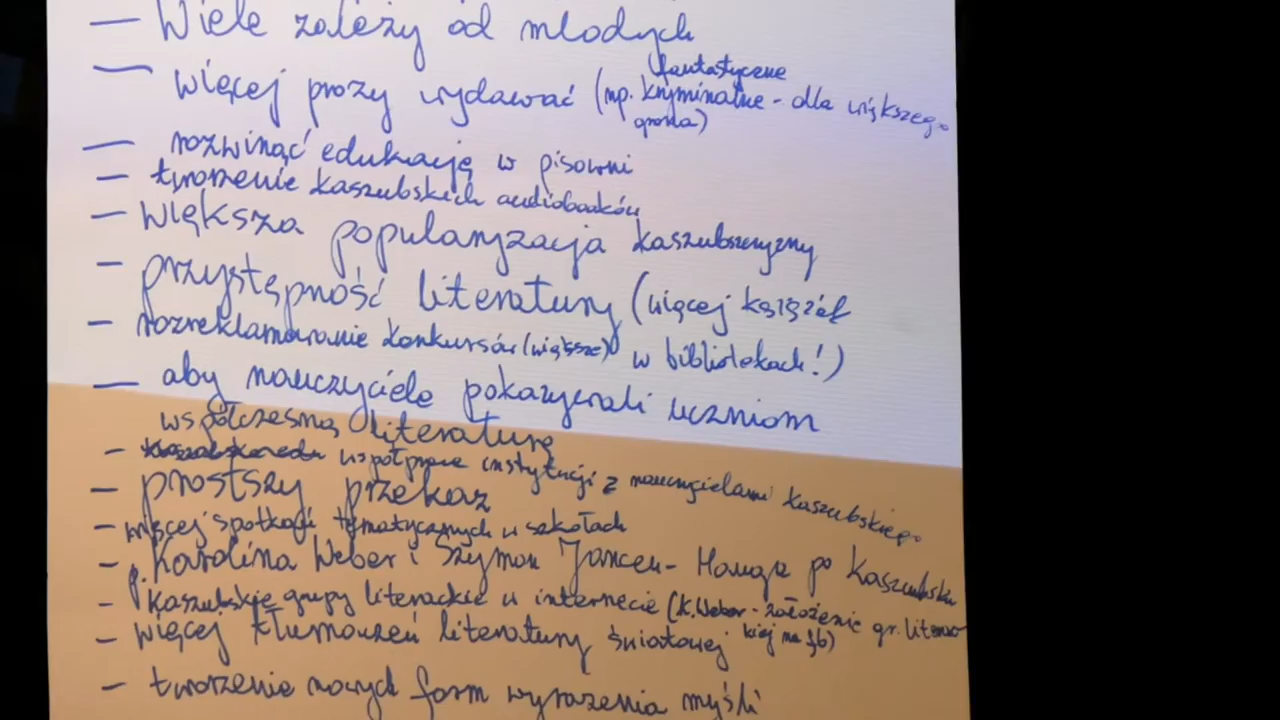 — Wiele zależy od młodych
fantastyczne
— więcej prozy wydawać (np. kryminalne - dla większego
grona)
— rozwinąć edukację w pisowni
— tworzenie kaszubskich audiobooków
— większa popularyzacja kaszubszczyzny
— przystępność literatury (więcej książek
w bibliotekach!)
— rozreklamowanie konkursów (większe)
— aby nauczyciele pokazywali uczniom
współczesną literaturę
— współpraca instytucji z nauczycielami kaszubskiego
— prostszy przekaz
— więcej spotkań tematycznych w szkołach
— p. Karolina Weber i Szymon Jancen - Manga po kaszubsku
— kaszubskie grupy literackie w internecie (K. Weber - założenie gr. literac
kiej na fb)
— więcej tłumaczeń literatury światowej
— tworzenie nowych form wyrażenia myśli